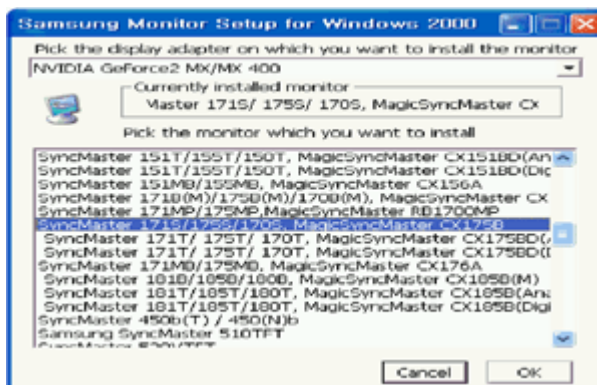 Samsung Monitor Setup for Windows 2000
Pick the display adapter on which you want to install the monitor
NVIDIA GeForce2 MX/MX 400
Currently installed monitor
Master 171S/ 175S/ 170S, MagicSyncMaster CX
Pick the monitor which you want to install
SyncMaster 151T/155T/150T, MagicSyncMaster CX151BD(An
SyncMaster 151T/155T/150T, MagicSyncMaster CX151BD(Dig
SyncMaster 151MB/155MB, MagicSyncMaster CX156A
SyncMaster 171B(M)/175B(M)/170B(M), MagicSyncMaster CX
SyncMaster 171MP/175MP,MagicSyncMaster RB1700MP
SyncMaster 171S/175S/170S, MagicSyncMaster CX175B
SyncMaster 171T/ 175T/ 170T, MagicSyncMaster CX175BD(
SyncMaster 171T/ 175T/ 170T, MagicSyncMaster CX175BD(
SyncMaster 171MB/175MB, MagicSyncMaster CX176A
SyncMaster 181B/185B/180B, MagicSyncMaster CX185B(M)
SyncMaster 181T/185T/180T, MagicSyncMaster CX185B(Ana
SyncMaster 181T/185T/180T, MagicSyncMaster CX185B(Digi
SyncMaster 450b(T) / 450(N)b
Samsung SyncMaster 510TFT
Cancel
OK